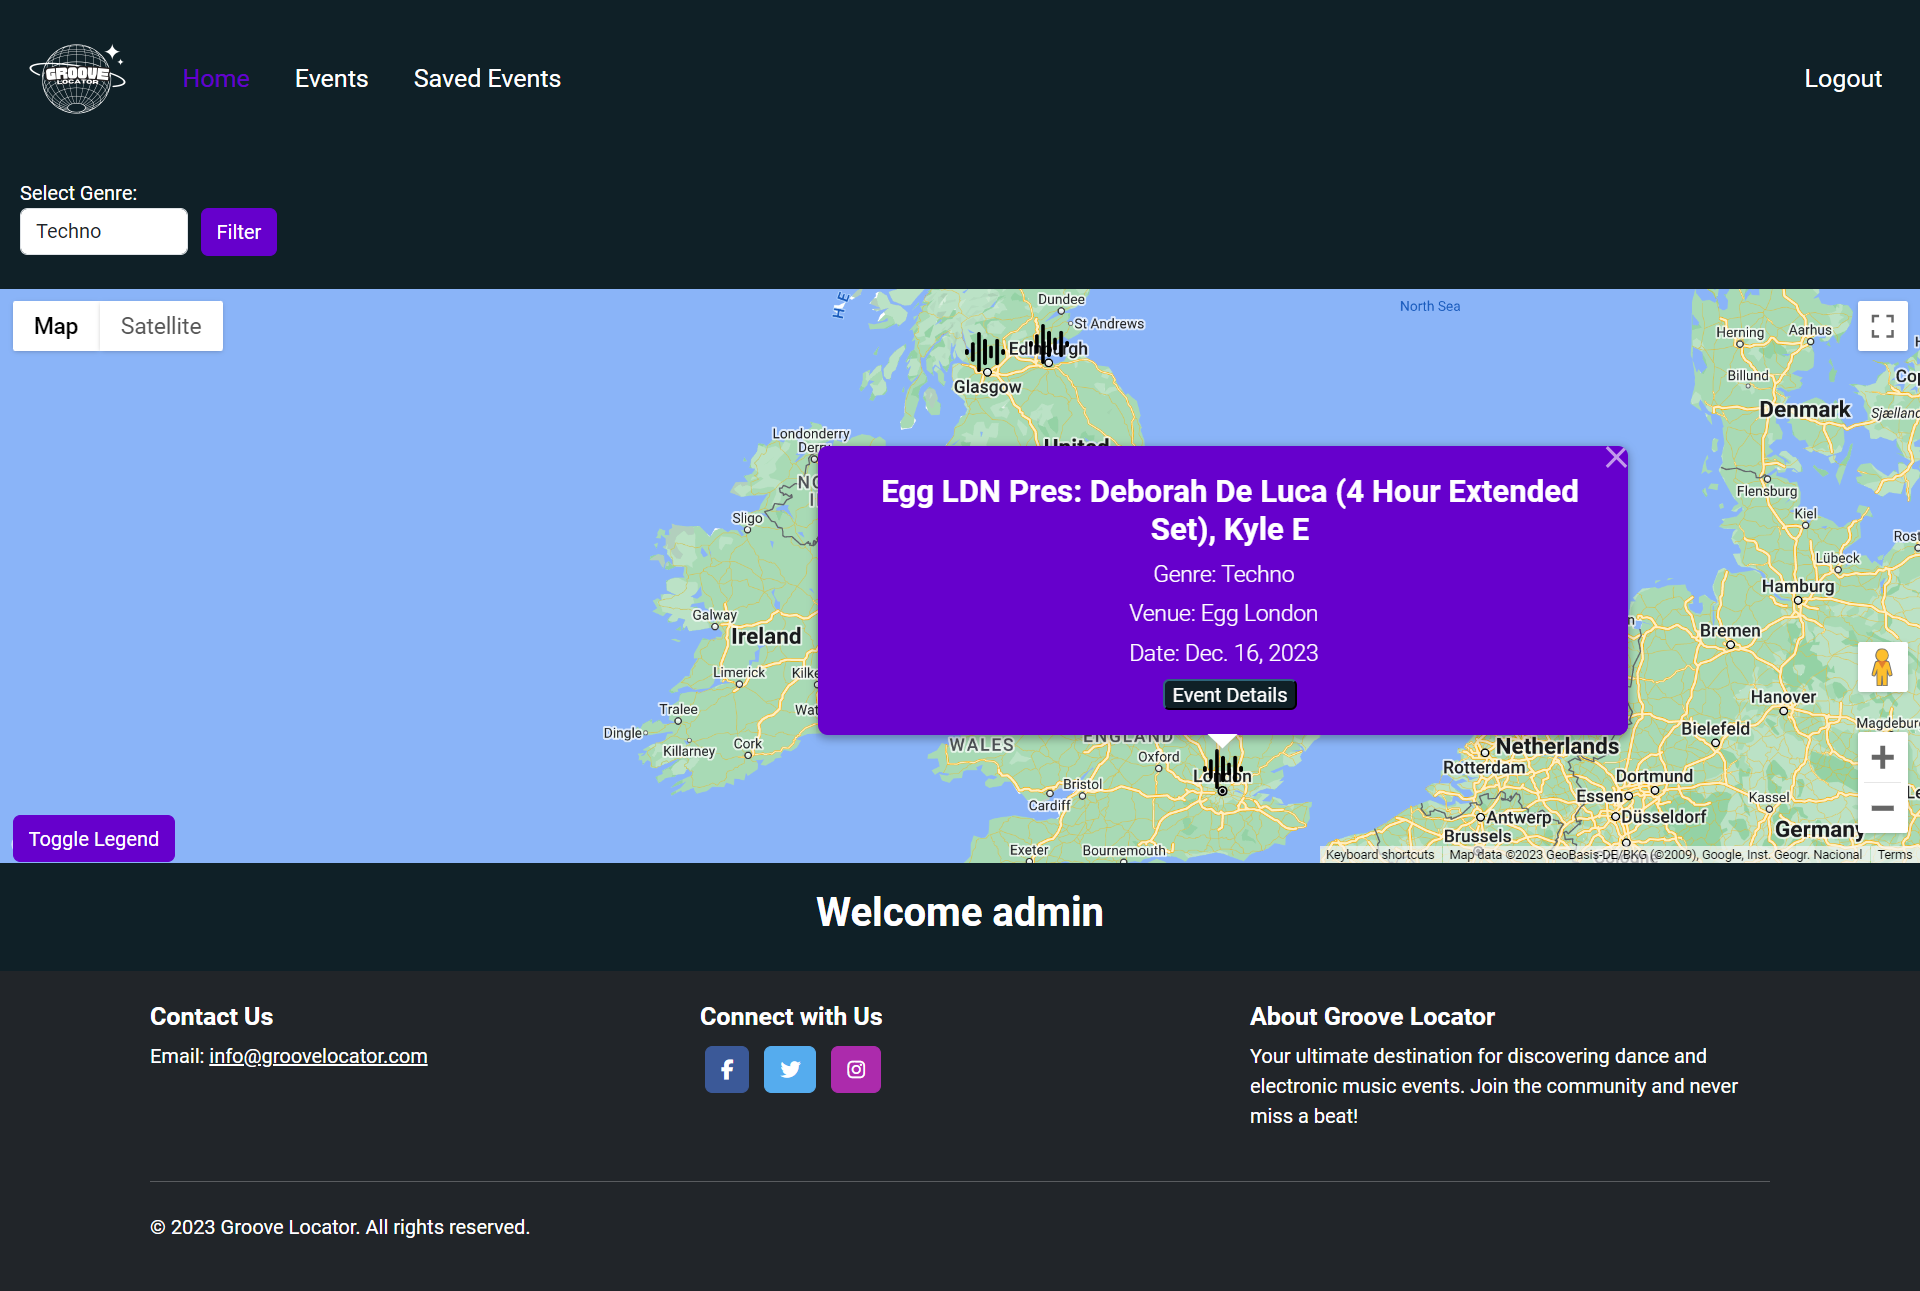 GROOVE
LOCATOR
Home
Events
Saved Events
Logout
Select Genre:
Techno
Filter
Map
Satellite
North Sea
Dundee
St Andrews
Edinburgh
Glasgow
United
Londonderry
Sligo
Galway
Ireland
Limerick
Tralee
Dingle
Killarney
Cork
WALES
ENGLAND
Oxford
London
Bristol
Cardiff
Exeter
Bournemouth
Herning
Aarhus
Billund
Denmark
Flensburg
Kiel
Lübeck
Hamburg
Bremen
Hanover
Bielefeld
Netherlands
Rotterdam
Dortmund
Essen
Kassel
Antwerp
Düsseldorf
Brussels
Germany
Egg LDN Pres: Deborah De Luca (4 Hour Extended
Set), Kyle E
Genre: Techno
Venue: Egg London
Date: Dec. 16, 2023
Event Details
Toggle Legend
Keyboard shortcuts
Map data ©2023 GeoBasis-DE/BKG (©2009), Google, Inst. Geogr. Nacional
Terms
Welcome admin
Contact Us
Email: info@groovelocator.com
Connect with Us
About Groove Locator
Your ultimate destination for discovering dance and
electronic music events. Join the community and never
miss a beat!
© 2023 Groove Locator. All rights reserved.